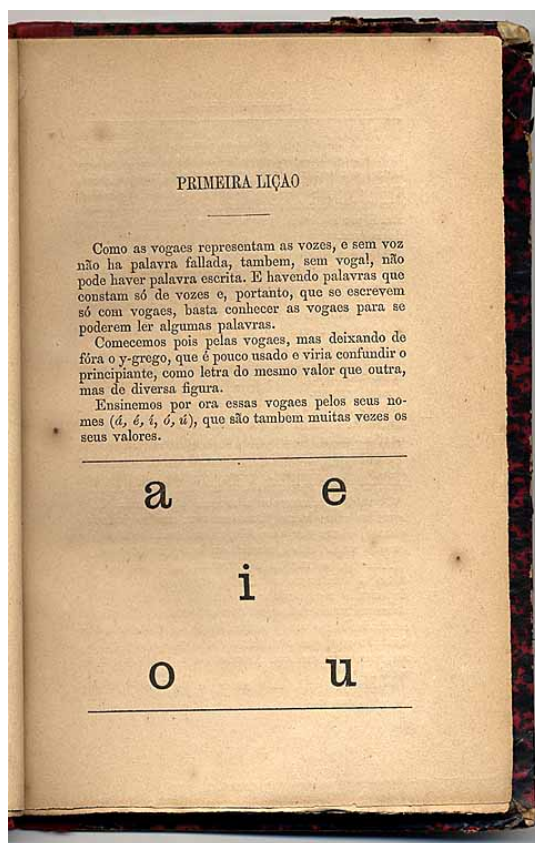 PRIMEIRA LIÇAO
Como as vogaes representam as vozes, e sem voz
não ha palavra fallada, tambem, sem vogal, não
pode haver palavra escrita. E havendo palavras que
constam só de vozes e, portanto, que se escrevem
só com vogaes, basta conhecer as vogaes para se
poderem ler algumas palavras.
Comecemos pois pelas vogaes, mas deixando de
fóra o y-grego, que é pouco usado e viria confundir o
principiante, como letra do mesmo valor que outra,
mas de diversa figura.
Ensinemos por ora essas vogaes pelos seus no-
mes (á, é, í, ó, ú), que são tambem muitas vezes os
seus valores.
a e
i
o u